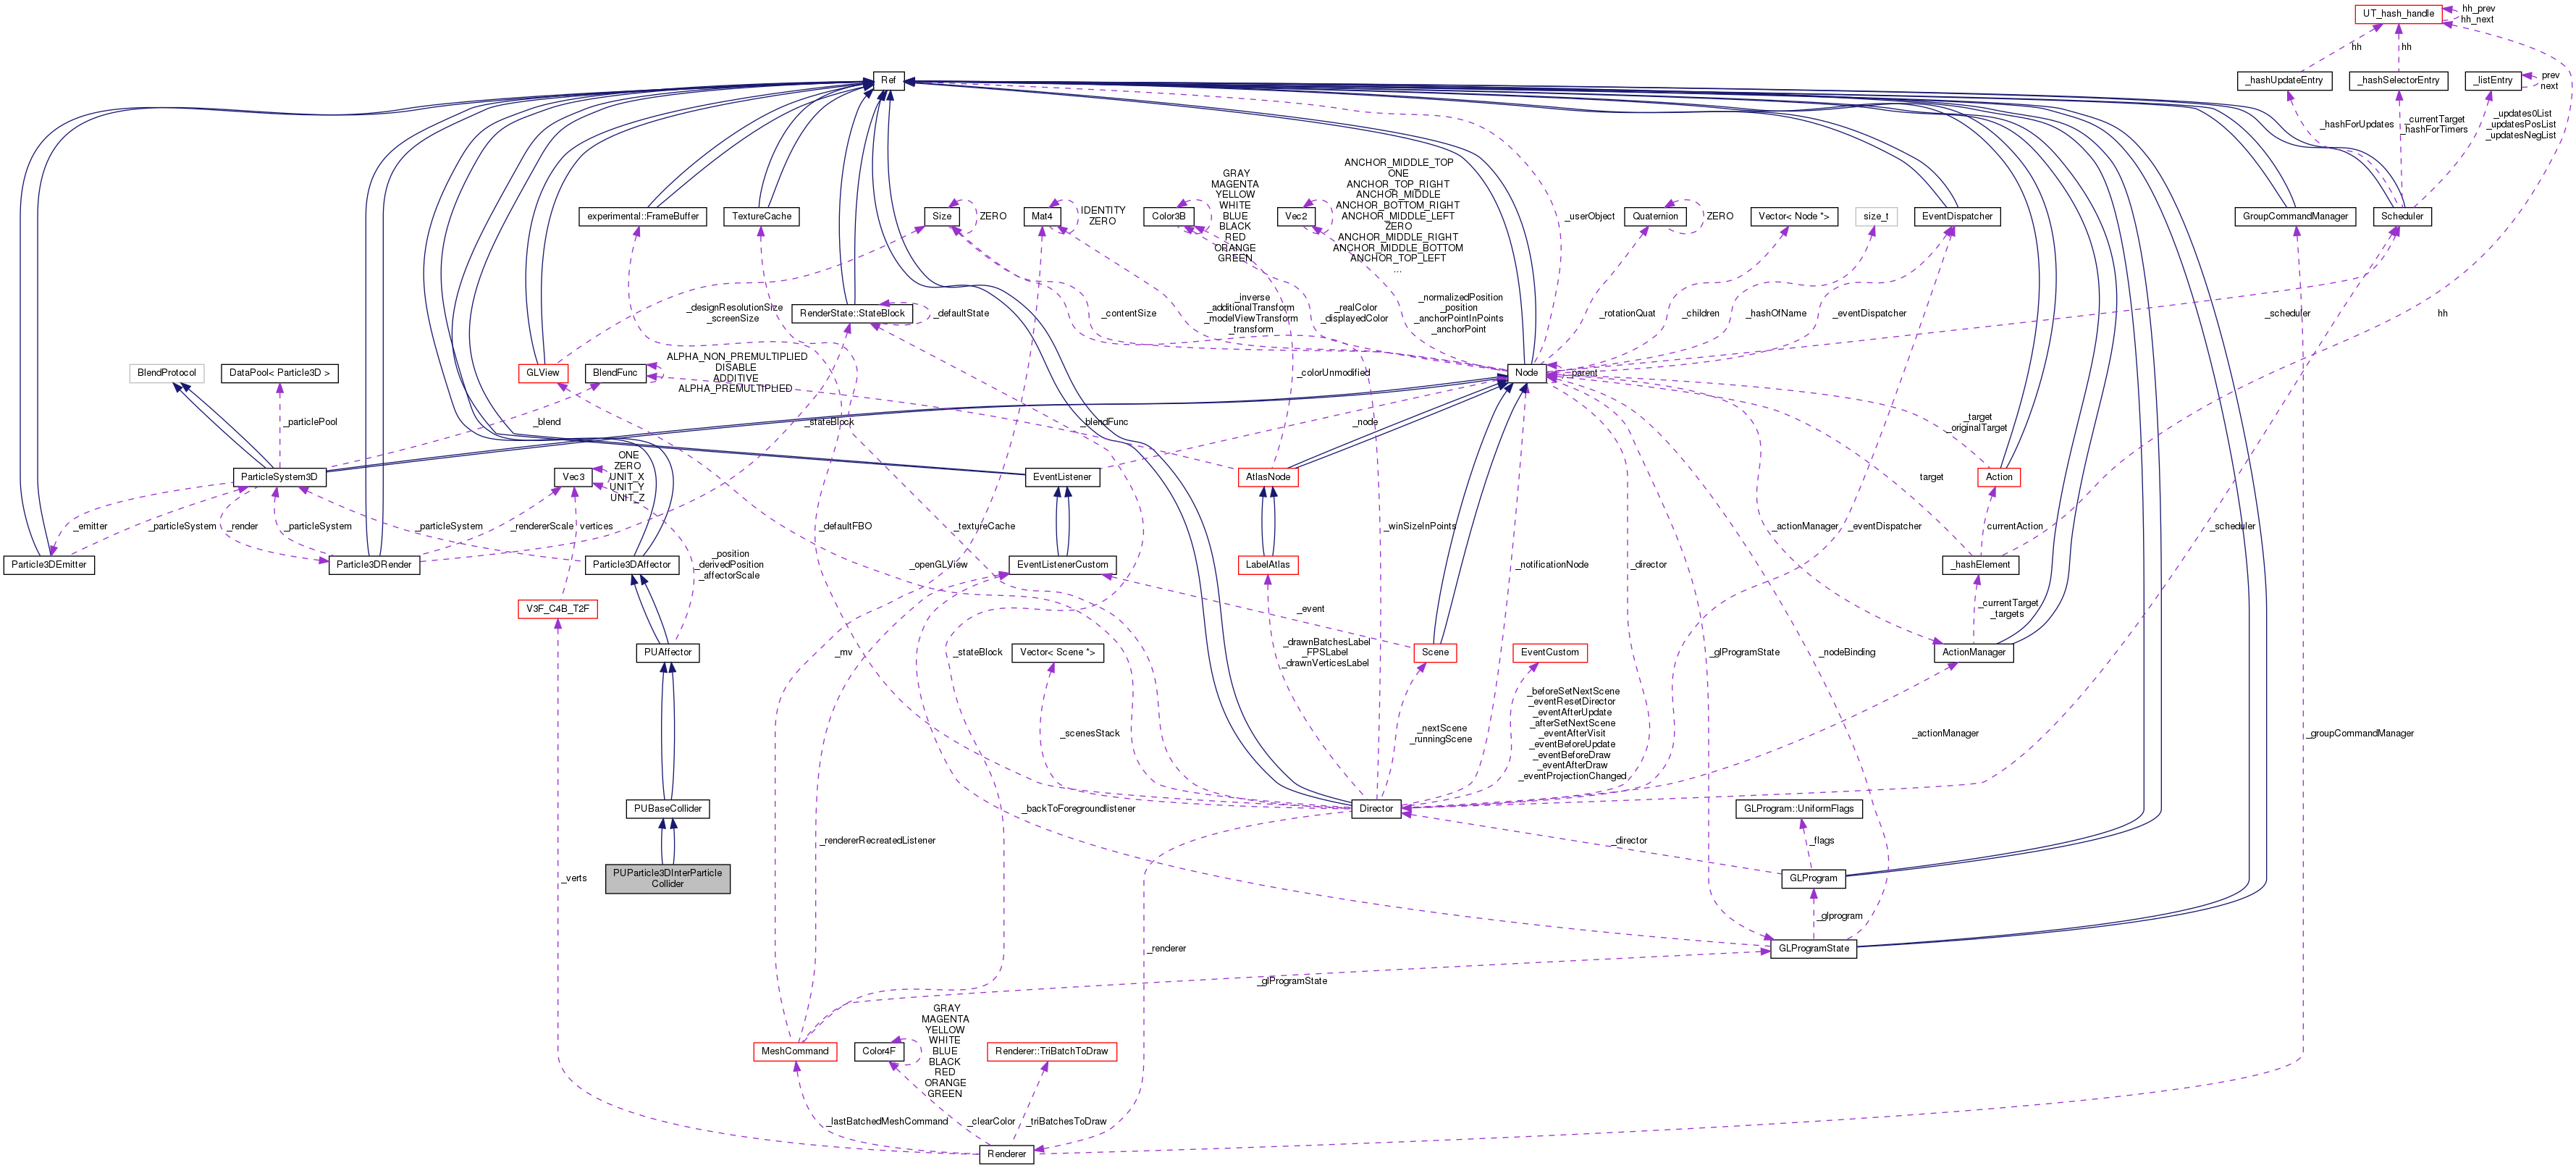 UT_hash_handle
hh_prev
hh_next
Ref
_hashUpdateEntry
_hashSelectorEntry
_listEntry
prev
next
hh
hh
_hashForUpdates
_currentTarget
_hashForTimers
_updates0List
_updatesPosList
_updatesNegList
experimental::FrameBuffer
TextureCache
Size
ZERO
Mat4
IDENTITY
ZERO
Color3B
GRAY
MAGENTA
YELLOW
WHITE
BLUE
BLACK
RED
ORANGE
GREEN
Vec2
ANCHOR_MIDDLE_TOP
ONE
ANCHOR_TOP_RIGHT
ANCHOR_MIDDLE
ANCHOR_BOTTOM_RIGHT
ANCHOR_MIDDLE_LEFT
ZERO
ANCHOR_MIDDLE_RIGHT
ANCHOR_MIDDLE_BOTTOM
ANCHOR_TOP_LEFT
...
_userObject
Quaternion
ZERO
Vector< Node *>
size_t
EventDispatcher
GroupCommandManager
Scheduler
_designResolutionSize
_screenSize
RenderState::StateBlock
_defaultState
_contentSize
_inverse
_additionalTransform
_modelViewTransform
_transform
_realColor
_displayedColor
_normalizedPosition
_position
_anchorPointInPoints
_anchorPoint
_rotationQuat
_children
_hashOfName
_eventDispatcher
_scheduler
hh
BlendProtocol
DataPool< Particle3D >
GLView
BlendFunc
ALPHA_NON_PREMULTIPLIED
DISABLE
ADDITIVE
ALPHA_PREMULTIPLIED
_colorUnmodified
Node
_parent
_particlePool
_blend
_stateBlock
_blendFunc
_node
_target
_originalTarget
ParticleSystem3D
Vec3
ONE
ZERO
UNIT_X
UNIT_Y
UNIT_Z
EventListener
AtlasNode
target
Action
_emitter
_particleSystem
_render
_particleSystem
_rendererScale
vertices
_particleSystem
_defaultFBO
_textureCache
_winSizeInPoints
_actionManager
_eventDispatcher
currentAction
_scheduler
Particle3DEmitter
Particle3DRender
Particle3DAffector
_position
_derivedPosition
_affectorScale
_openGLView
EventListenerCustom
LabelAtlas
_notificationNode
_director
_hashElement
V3F_C4B_T2F
_event
_currentTarget
_targets
PUAffector
_mv
_stateBlock
Vector< Scene *>
_drawnBatchesLabel
_FPSLabel
_drawnVerticesLabel
Scene
EventCustom
_glProgramState
_nodeBinding
ActionManager
_scenesStack
_nextScene
_runningScene
_beforeSetNextScene
_eventResetDirector
_eventAfterUpdate
_afterSetNextScene
_eventAfterVisit
_eventBeforeUpdate
_eventBeforeDraw
_eventAfterDraw
_eventProjectionChanged
_actionManager
_groupCommandManager
PUBaseCollider
_backToForegroundlistener
Director
GLProgram::UniformFlags
_rendererRecreatedListener
_director
_flags
PUParticle3DInterParticle
Collider
_verts
GLProgram
_glprogram
_renderer
GLProgramState
_glProgramState
MeshCommand
Color4F
GRAY
MAGENTA
YELLOW
WHITE
BLUE
BLACK
RED
ORANGE
GREEN
Renderer::TriBatchToDraw
_lastBatchedMeshCommand
_clearColor
_triBatchesToDraw
Renderer